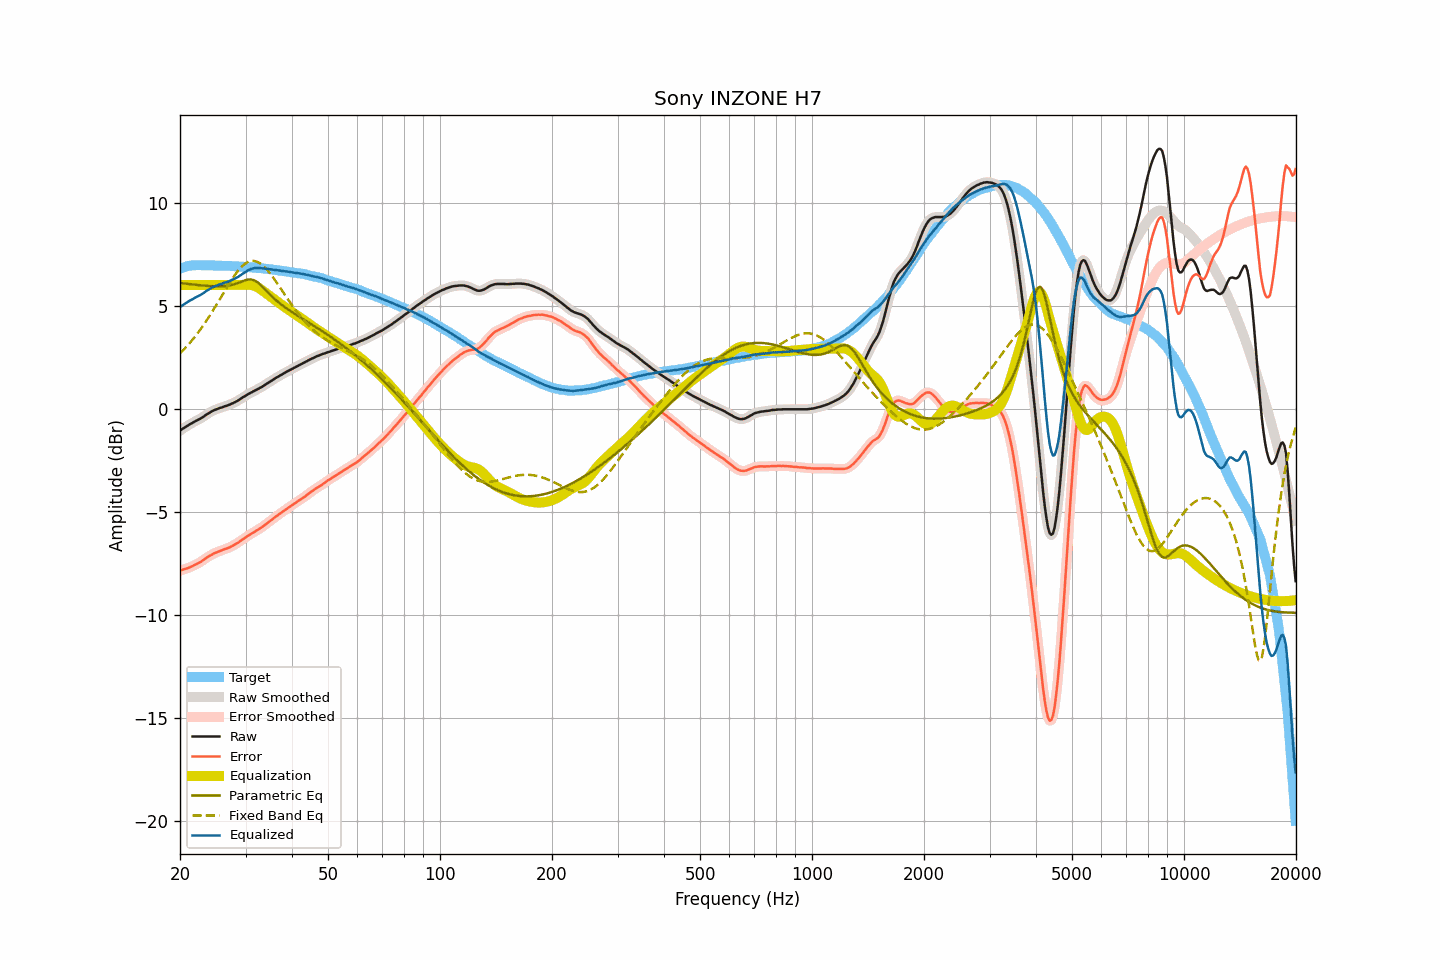 Sony INZONE H7
Amplitude (dBr)
10
5
0
−5
−10
−15
−20
Target
Raw Smoothed
Error Smoothed
Raw
Error
Equalization
Parametric Eq
Fixed Band Eq
Equalized
20 50 100 200 500 1000 2000 5000 10000 20000
Frequency (Hz)